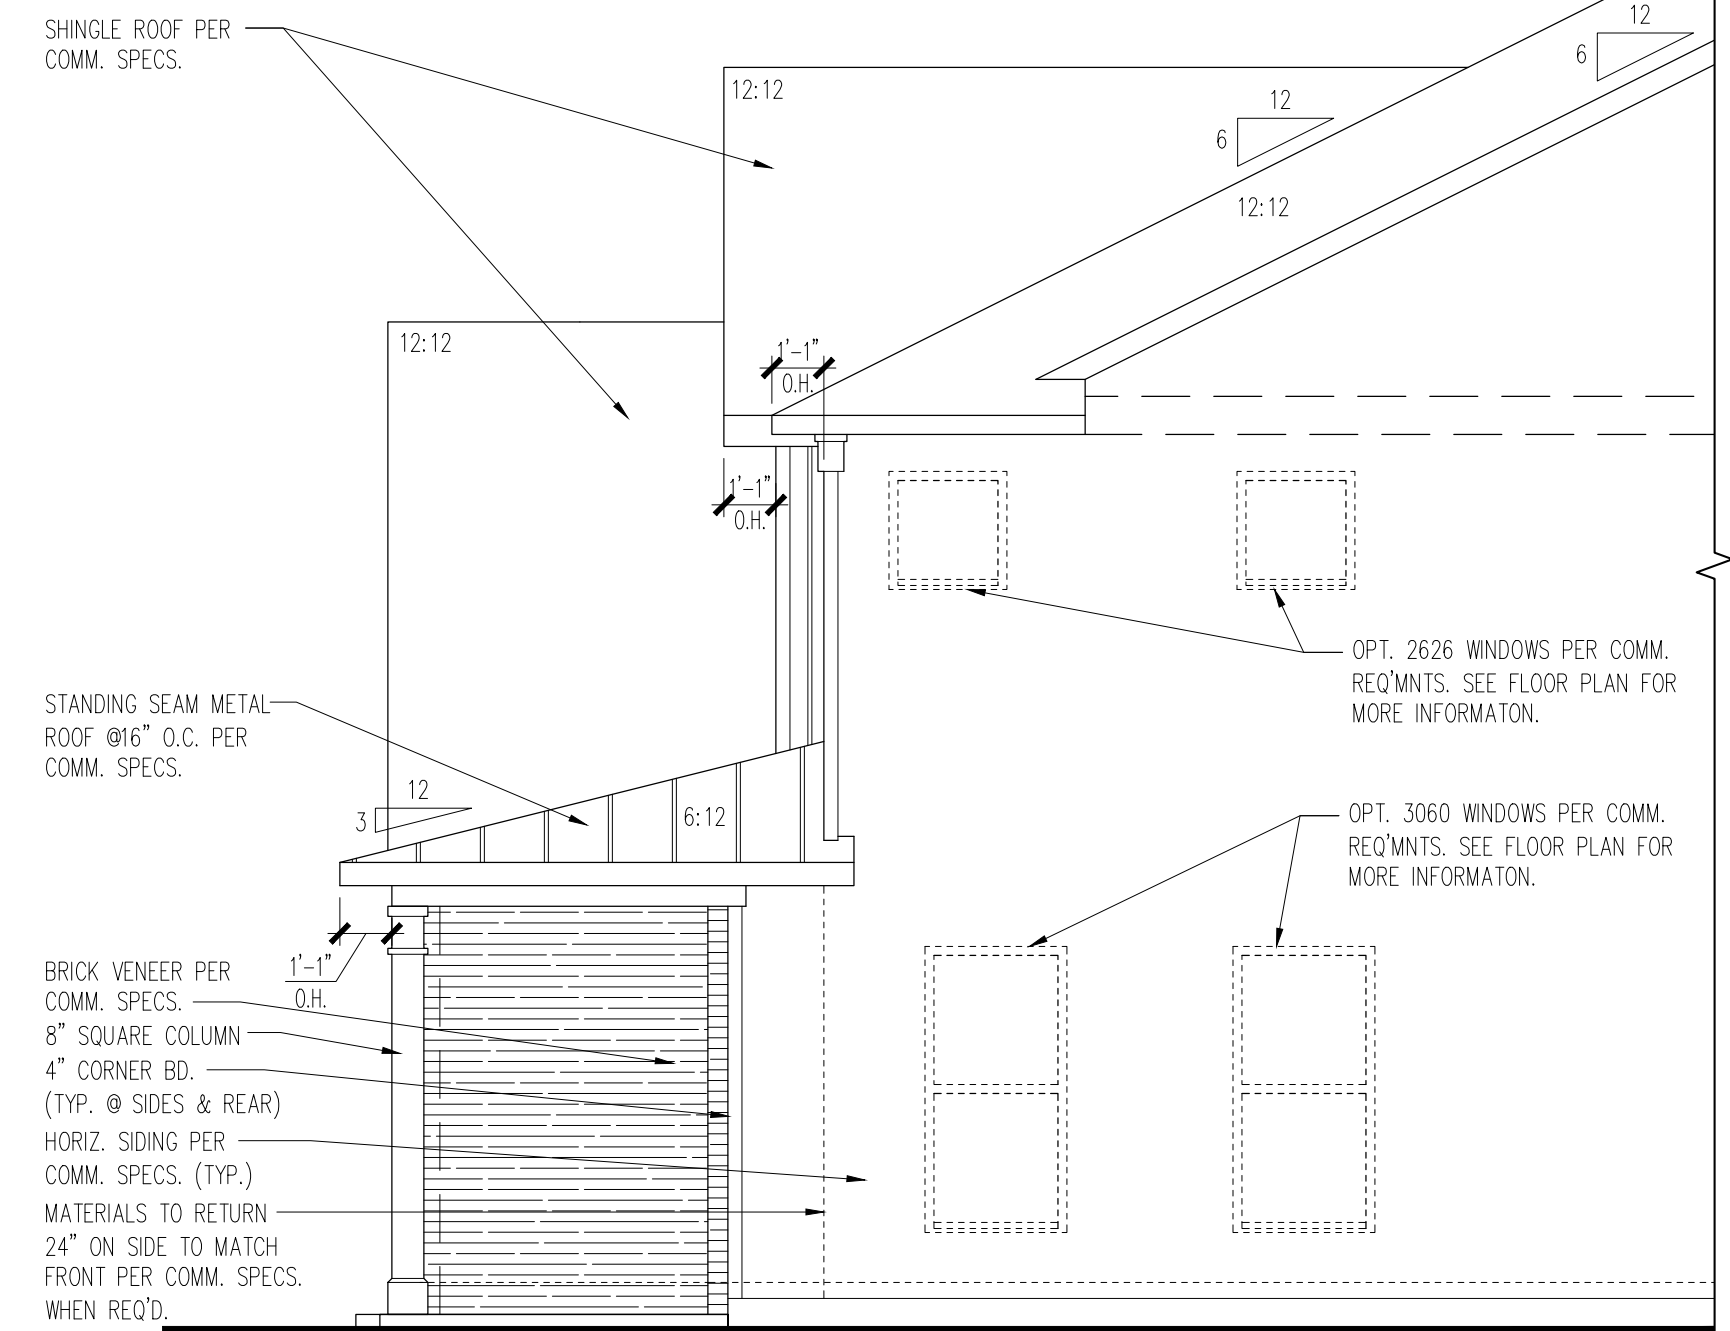 SHINGLE ROOF PER
COMM. SPECS.
12
6
12:12
12
6
12:12
12:12
1'-1"
O.H.
1'-1"
O.H.
OPT. 2626 WINDOWS PER COMM.
REQ'MNTS. SEE FLOOR PLAN FOR
MORE INFORMATON.
STANDING SEAM METAL
ROOF @16" O.C. PER
COMM. SPECS.
12
3
6:12
OPT. 3060 WINDOWS PER COMM.
REQ'MNTS. SEE FLOOR PLAN FOR
MORE INFORMATON.
1'-1"
O.H.
BRICK VENEER PER
COMM. SPECS.
8" SQUARE COLUMN
4" CORNER BD.
(TYP. @ SIDES & REAR)
HORIZ. SIDING PER
COMM. SPECS. (TYP.)
MATERIALS TO RETURN
24" ON SIDE TO MATCH
FRONT PER COMM. SPECS.
WHEN REQ'D.